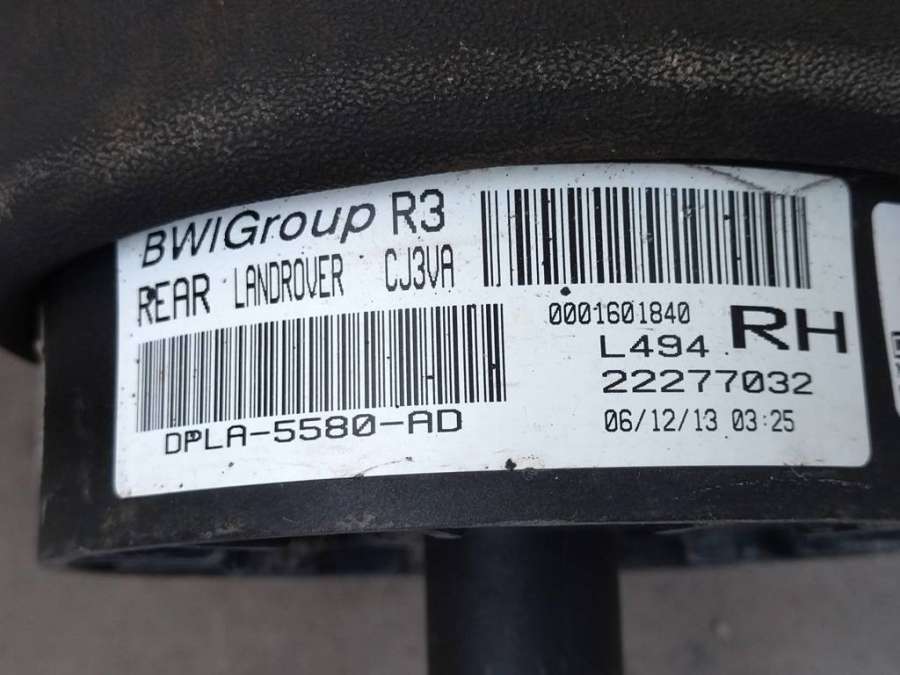 BWIGroup R3
REAR LANDROVER CJ3VA
0001601840
RH
L494
22277032
DPLA-5580-AD
06/12/13 03:25